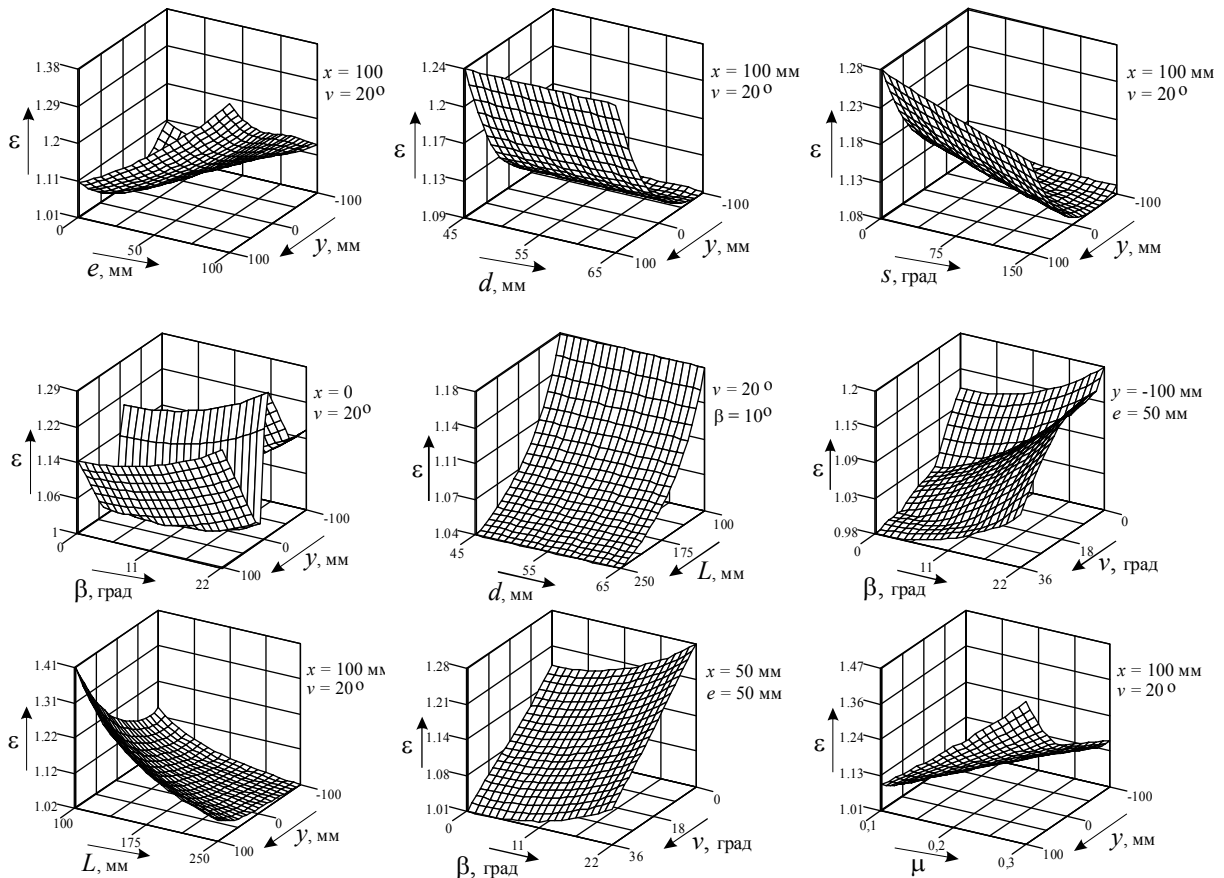 1.38
1.29
1.2
1.11
1.01
ε
0
50
100
e, мм
100
0
-100
y, мм
x = 100
v = 20º
1.24
1.2
1.17
1.13
1.09
ε
45
55
65
d, мм
100
0
-100
y, мм
x = 100 мм
v = 20º
1.28
1.23
1.18
1.13
1.08
ε
0
75
150
s, град
100
0
-100
y, мм
x = 100 мм
v = 20º
1.29
1.22
1.14
1.06
1
ε
0
11
22
β, град
100
0
-100
y, мм
x = 0
v = 20º
1.18
1.14
1.11
1.07
1.04
ε
45
55
65
d, мм
250
175
100
L, мм
v = 20 º
β = 10º
1.2
1.15
1.09
1.03
0.98
ε
0
11
22
β, град
36
18
0
v, град
y = -100 мм
e = 50 мм
1.41
1.31
1.22
1.12
1.02
ε
100
175
250
L, мм
100
0
-100
y, мм
x = 100 мм
v = 20º
1.28
1.21
1.14
1.08
1.01
ε
0
11
22
β, град
36
18
0
v, град
x = 50 мм
e = 50 мм
1.47
1.36
1.24
1.13
1.01
ε
0,1
0,2
0,3
μ
100
0
-100
y, мм
x = 100 мм
v = 20º